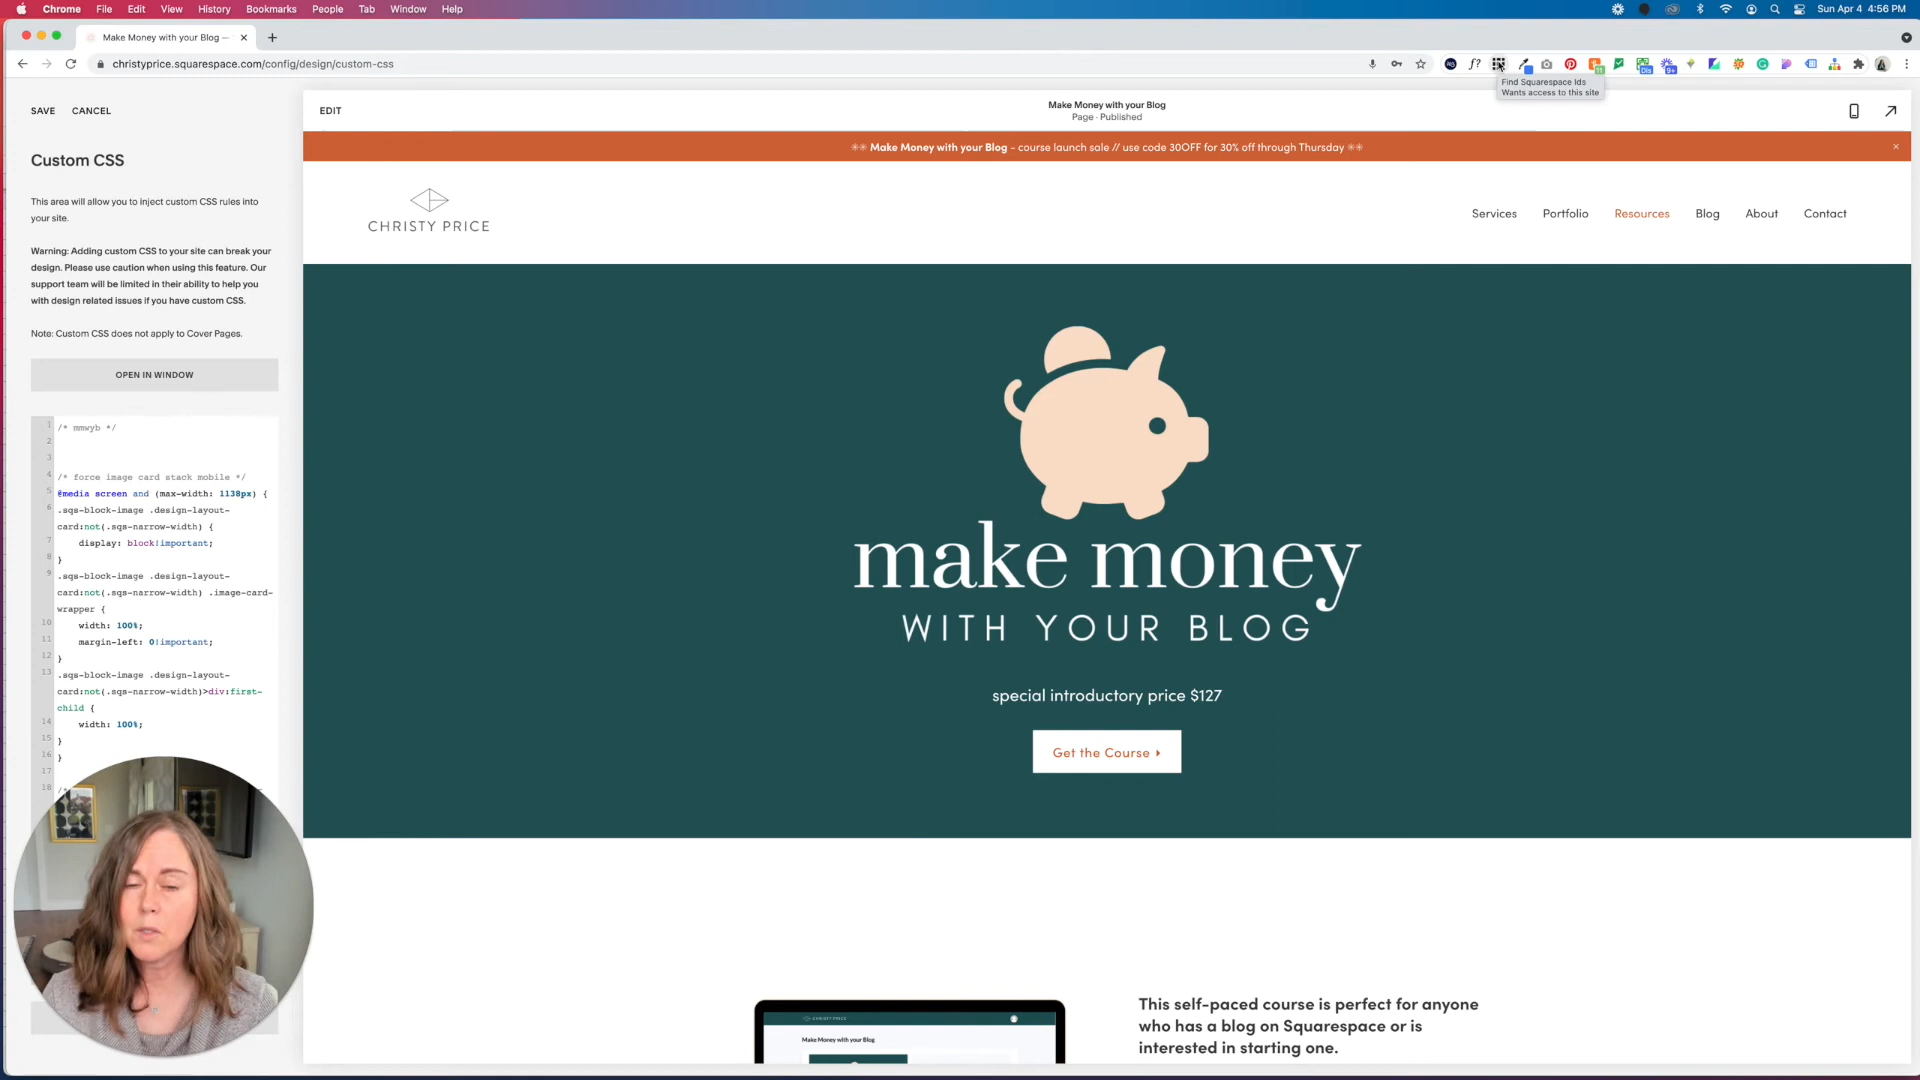 Chrome File Edit View History Bookmarks People Tab Window Help
Sun Apr 4 4:56 PM
Make Money with your Blog —
christyprice.squarespace.com/config/design/custom-css
Find Squarespace Ids
Wants access to this site
SAVE CANCEL
EDIT
Make Money with your Blog
Page · Published
Custom CSS
This area will allow you to inject custom CSS rules into
your site.
Warning: Adding custom CSS to your site can break your
design. Please use caution when using this feature. Our
support team will be limited in their ability to help you
with design related issues if you have custom CSS.
Note: Custom CSS does not apply to Cover Pages.
OPEN IN WINDOW
1 /* mmwyb */
2
3
4 /* force image card stack mobile */
5 @media screen and (max-width: 1138px) {
6 .sqs-block-image .design-layout-
card:not(.sqs-narrow-width) {
7 display: block!important;
8 }
9 .sqs-block-image .design-layout-
card:not(.sqs-narrow-width) .image-card-
wrapper {
10 width: 100%;
11 margin-left: 0!important;
12 }
13 .sqs-block-image .design-layout-
card:not(.sqs-narrow-width)>div:first-
child {
14 width: 100%;
15 }
16 }
17
18 /*
✳✳ Make Money with your Blog - course launch sale // use code 30OFF for 30% off through Thursday ✳✳
CHRISTY PRICE
Services Portfolio Resources Blog About Contact
make money
WITH YOUR BLOG
special introductory price $127
Get the Course
CHRISTY PRICE
Make Money with your Blog
This self-paced course is perfect for anyone
who has a blog on Squarespace or is
interested in starting one.